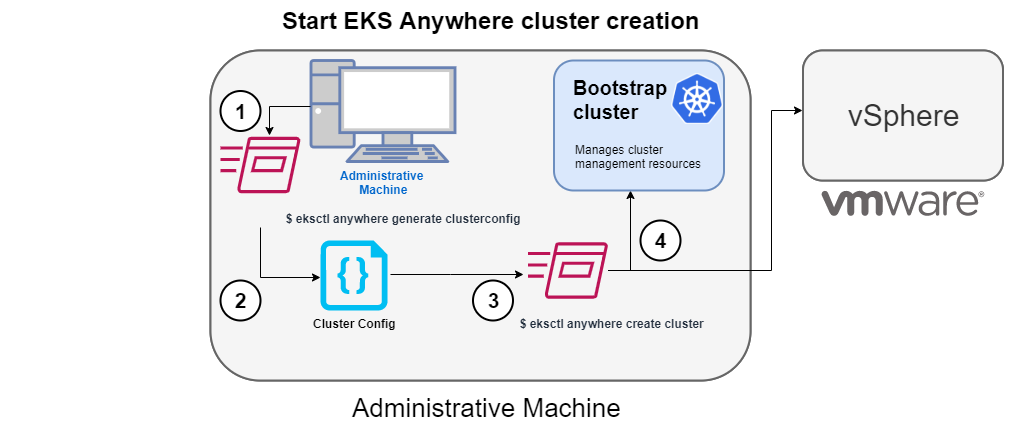 Start EKS Anywhere cluster creation
1
Administrative
Machine
$ eksctl anywhere generate clusterconfig
2
{}
Cluster Config
3
$ eksctl anywhere create cluster
4
Bootstrap
cluster
Manages cluster
management resources
vSphere
vmware®
Administrative Machine